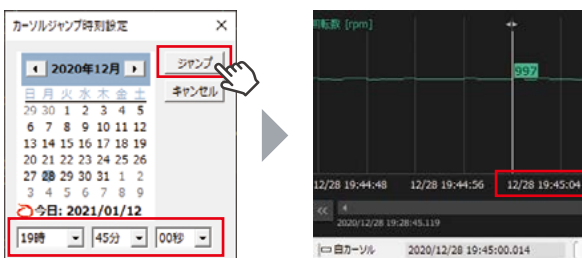 カーソルジャンプ時刻設定 ×
2020年12月
日 月 火 水 木 金 土
29 30 1 2 3 4 5
6 7 8 9 10 11 12
13 14 15 16 17 18 19
20 21 22 23 24 25 26
27 28 29 30 31 1 2
3 4 5 6 7 8 9
今日: 2021/01/12
19時 45分 00秒
ジャンプ
キャンセル
回転数 [rpm]
997
12/28 19:44:48 12/28 19:44:56 12/28 19:45:04
2020/12/28 19:28:45.119
白カーソル 2020/12/28 19:45:00.014